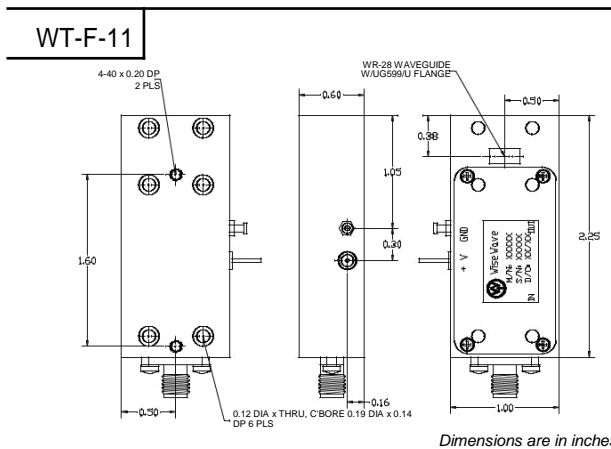 WT-F-11
4-40 x 0.20 DP
2 PLS
WR-28 WAVEGUIDE
W/UG599/U FLANGE
0.60
0.50
0.38
1.05
0.30
1.60
2.25
+ V GND
WiseWave
M/N: XXXXX
S/N: XXXXX
D/C: XX/XX
OUT
IN
0.50
0.16
1.00
0.12 DIA x THRU, C'BORE 0.19 DIA x 0.14
DP 6 PLS
Dimensions are in inches